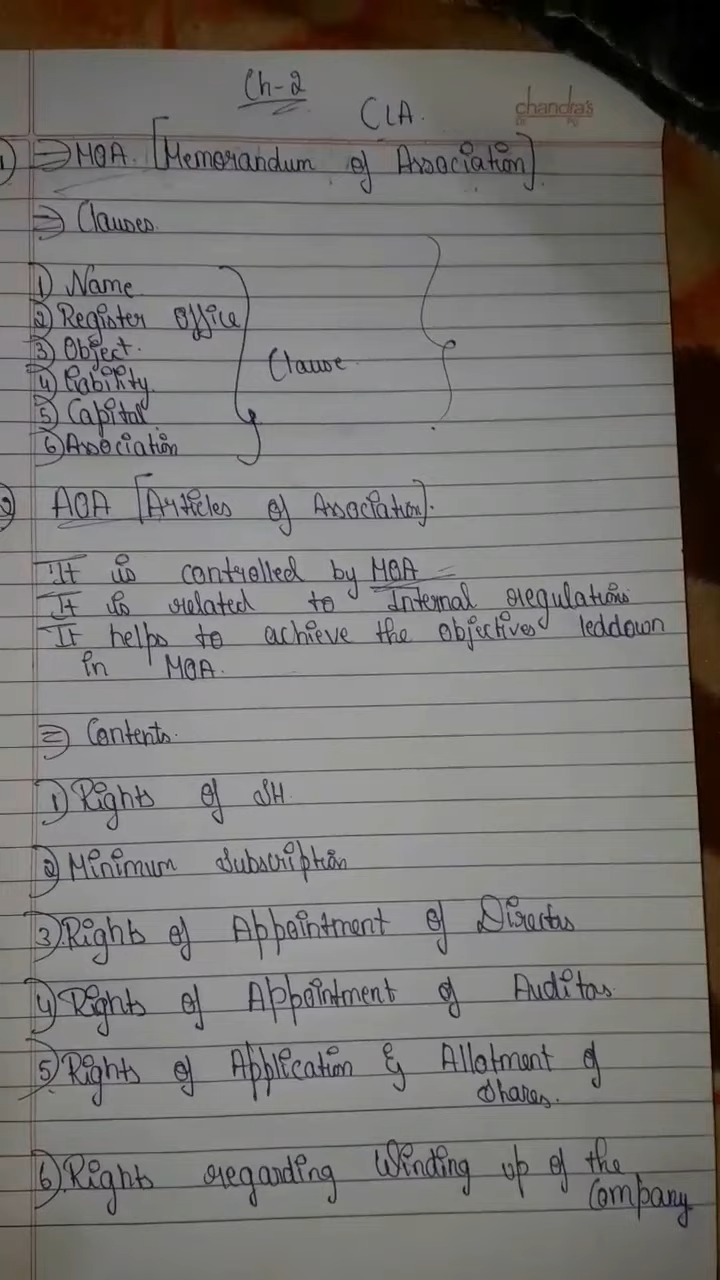 Ch-2
CLA.
chandra's
1) ⇒ MOA. [Memorandum of Association]
⇒ Clauses.
1) Name
2) Register office
3) Object.
4) Liability.
5) Capital.
6) Association
Clause
AOA [Articles of Association].
It is controlled by MOA
It is related to Internal regulations
It helps to achieve the objectives leddown
in MOA.
⇒ Contents.
1) Rights of SH.
2) Minimum Subscription
3) Rights of Appointment of Directors
4) Rights of Appointment of Auditors
5) Rights of Application & Allotment of
Shares.
6) Rights regarding Winding up of the
Company